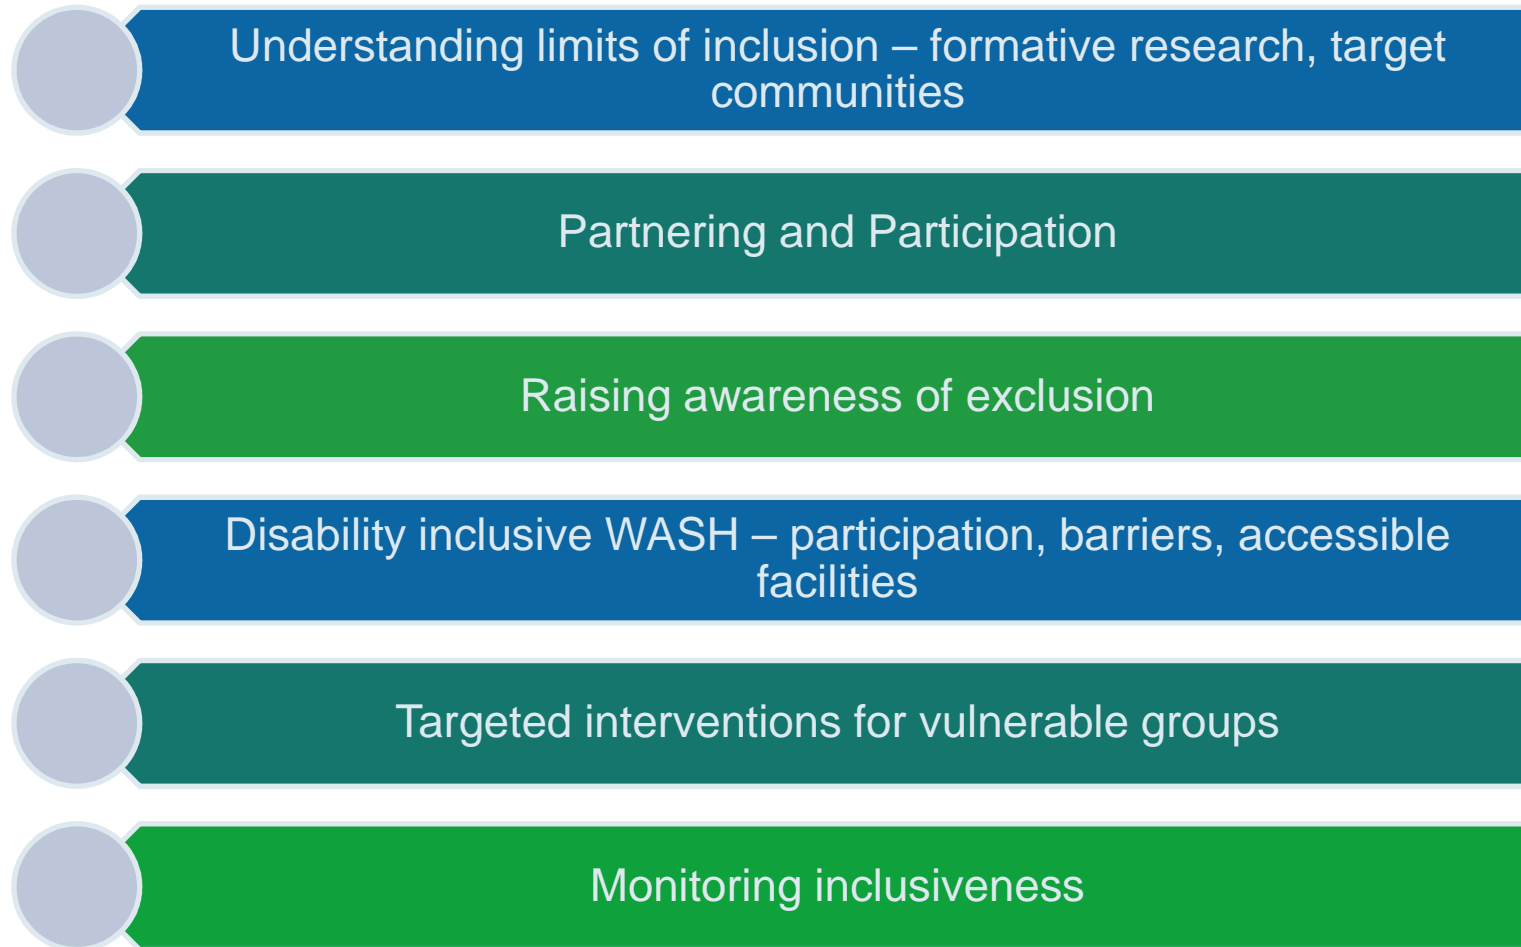 Understanding limits of inclusion – formative research, target
communities
Partnering and Participation
Raising awareness of exclusion
Disability inclusive WASH – participation, barriers, accessible
facilities
Targeted interventions for vulnerable groups
Monitoring inclusiveness